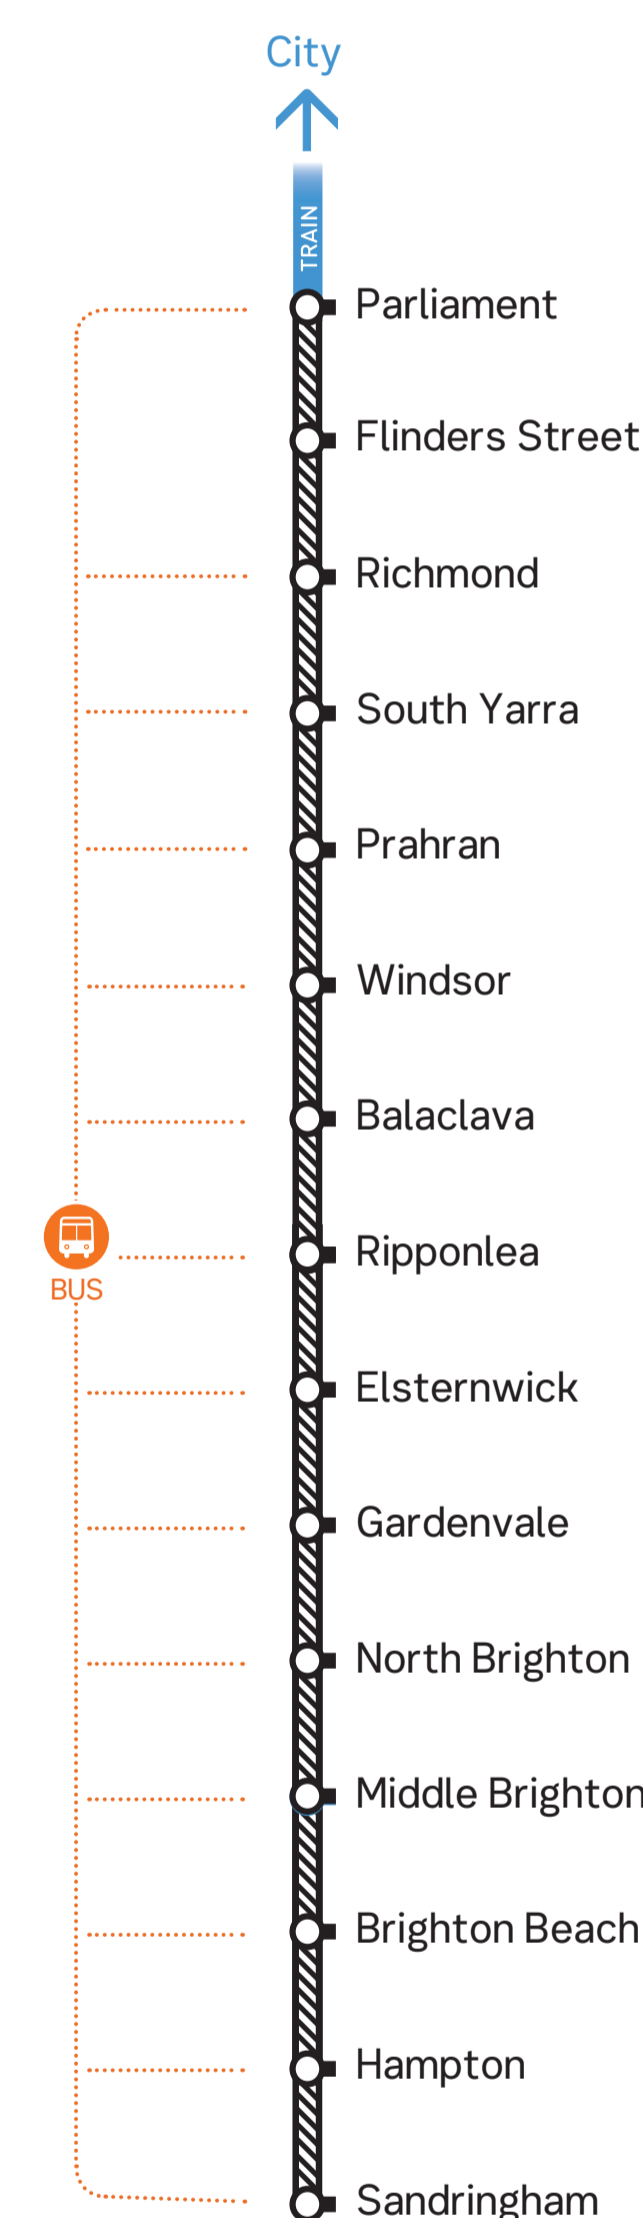 City
TRAIN
Parliament
Flinders Street
Richmond
South Yarra
Prahran
Windsor
Balaclava
Ripponlea
BUS
Elsternwick
Gardenvale
North Brighton
Middle Brighton
Brighton Beach
Hampton
Sandringham